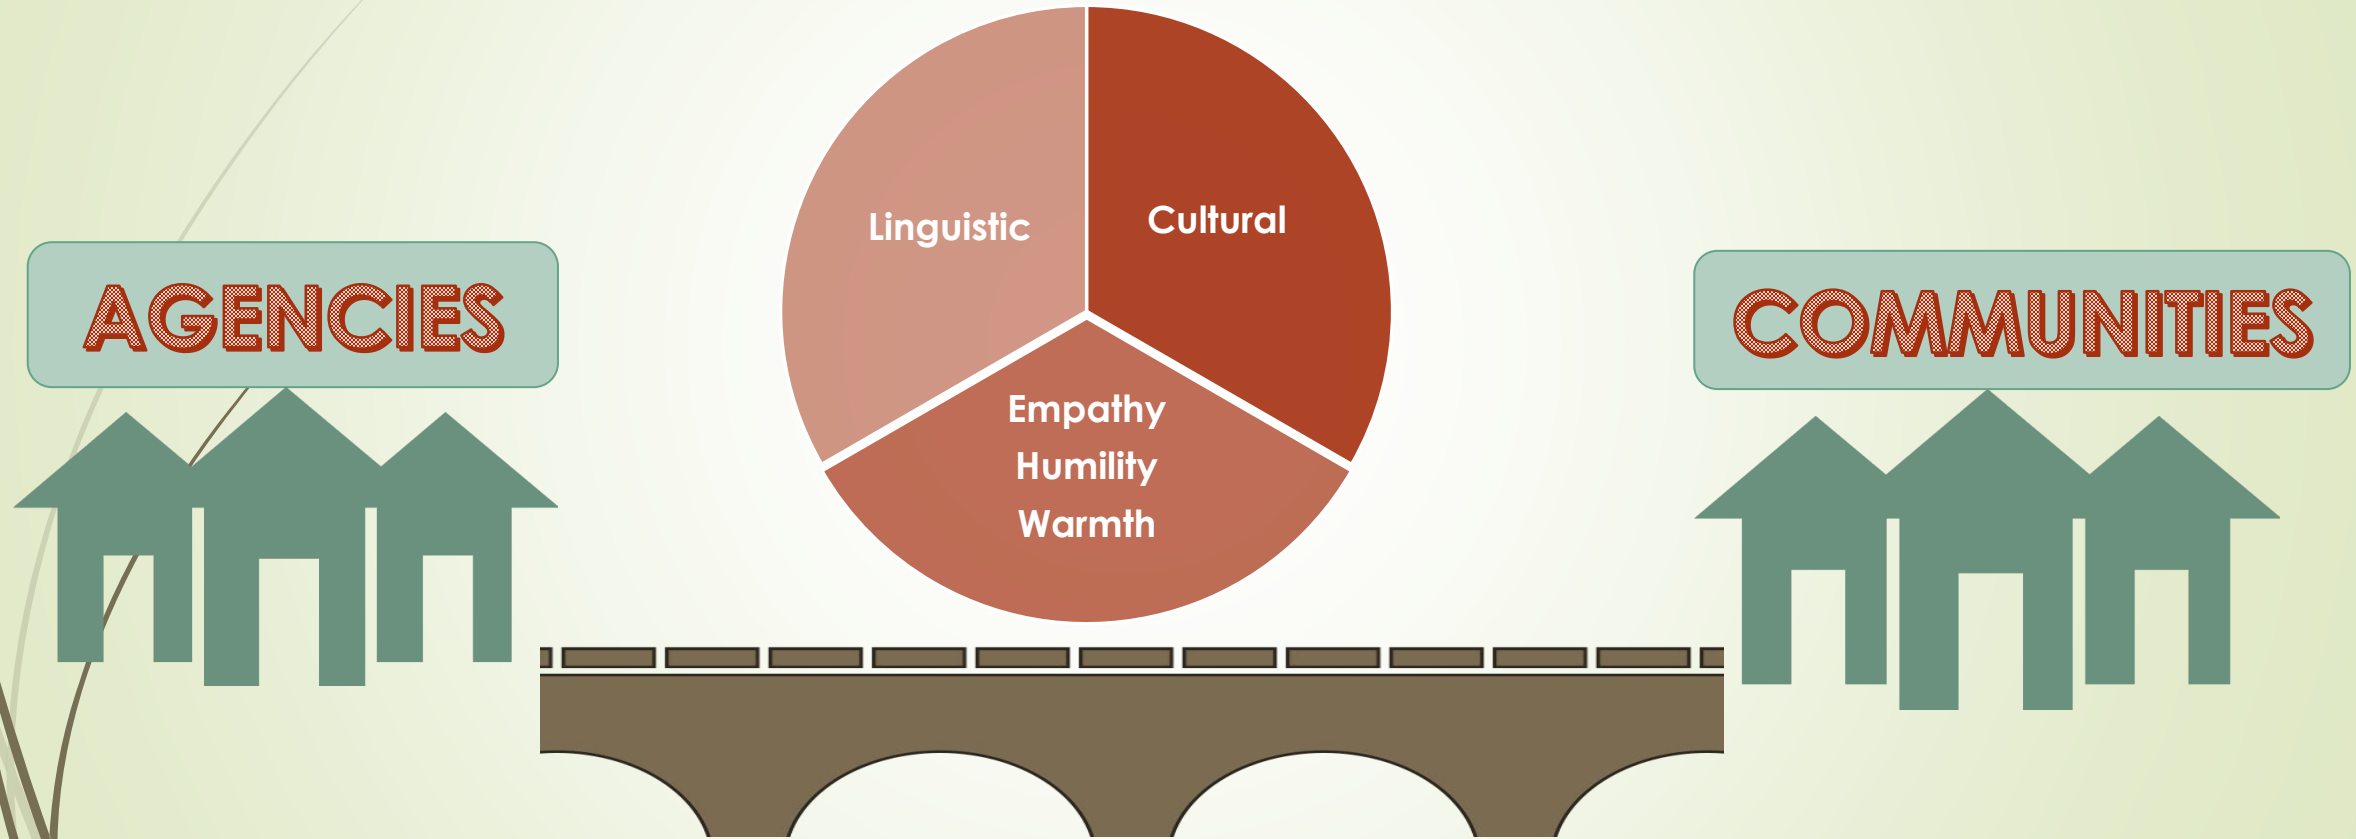 Linguistic
Cultural
AGENCIES
COMMUNITIES
Empathy
Humility
Warmth